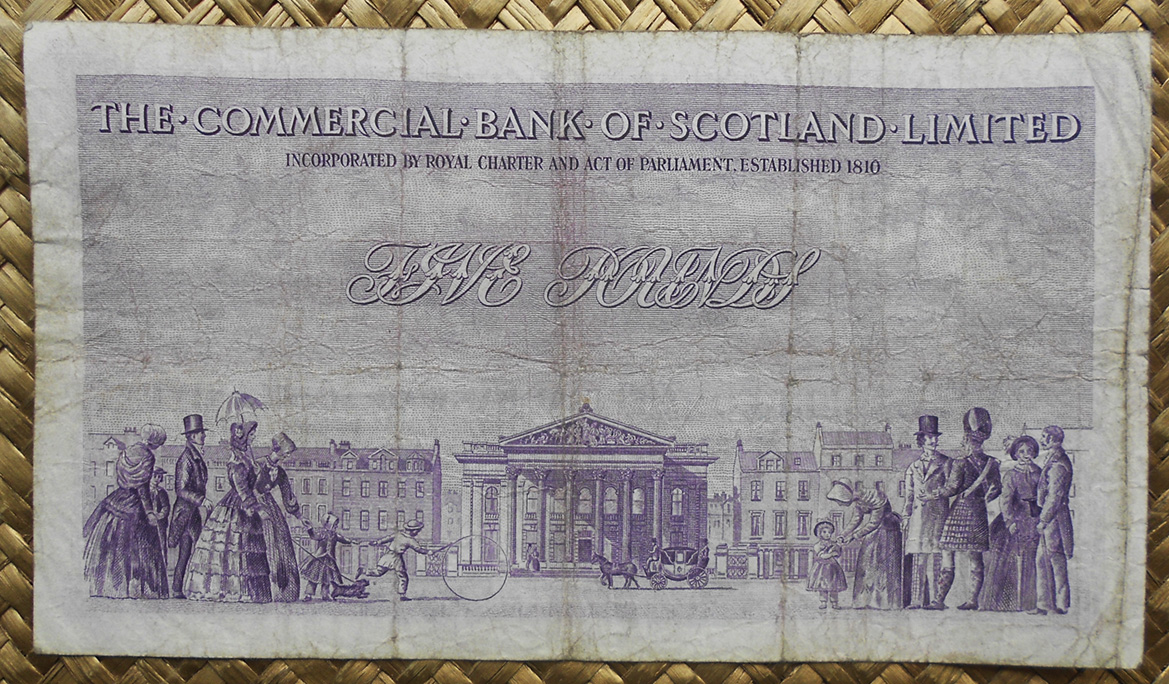 THE·COMMERCIAL·BANK·OF·SCOTLAND·LIMITED
INCORPORATED BY ROYAL CHARTER AND ACT OF PARLIAMENT. ESTABLISHED 1810
FIVE POUNDS